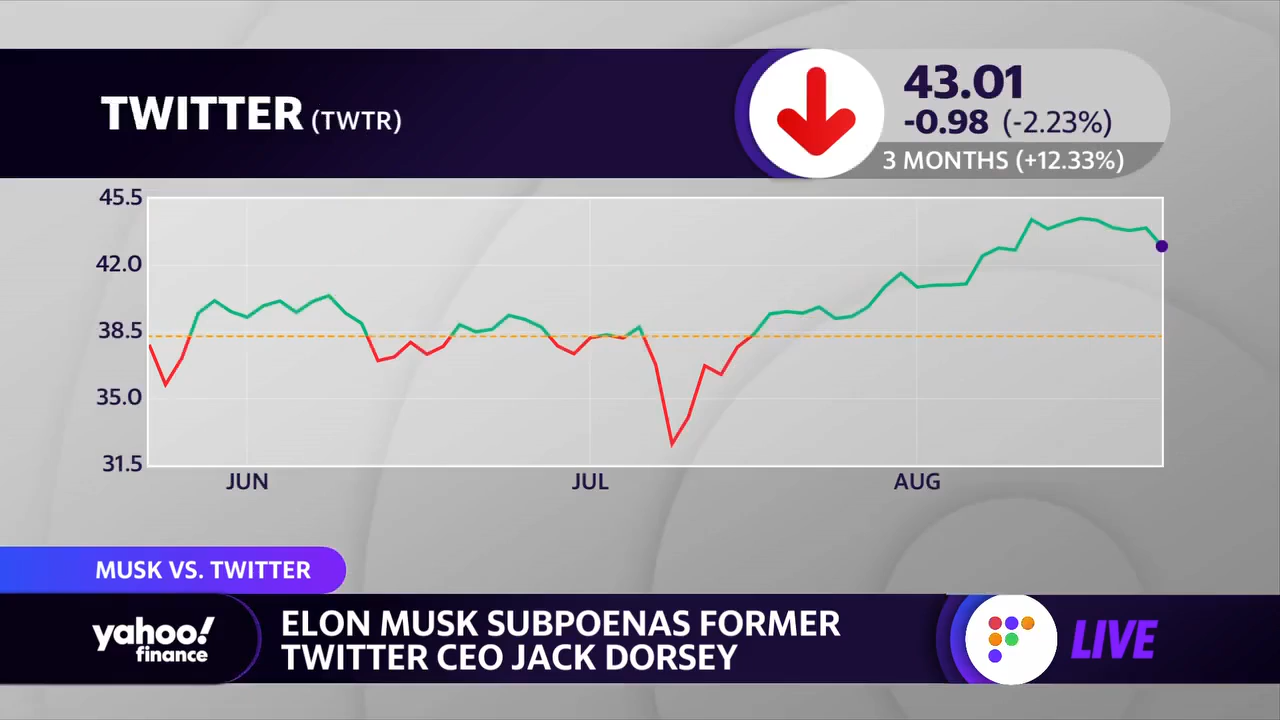 TWITTER (TWTR)
43.01
-0.98 (-2.23%)
3 MONTHS (+12.33%)
45.5
42.0
38.5
35.0
31.5
JUN JUL AUG
MUSK VS. TWITTER
yahoo!
finance
ELON MUSK SUBPOENAS FORMER
TWITTER CEO JACK DORSEY
LIVE